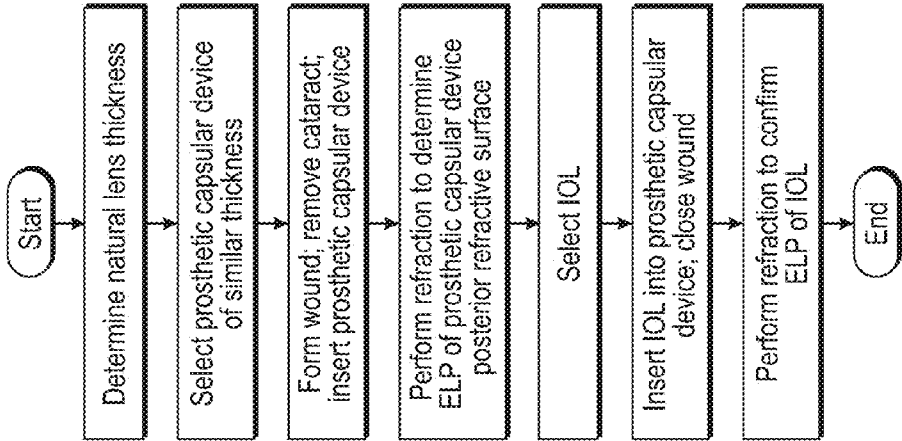 Start
Determine natural lens thickness
Select prosthetic capsular device
of similar thickness
Form wound; remove cataract;
insert prosthetic capsular device
Perform refraction to determine
ELP of prosthetic capsular device
posterior refractive surface
Select IOL
Insert IOL into prosthetic capsular
device; close wound
Perform refraction to confirm
ELP of IOL
End